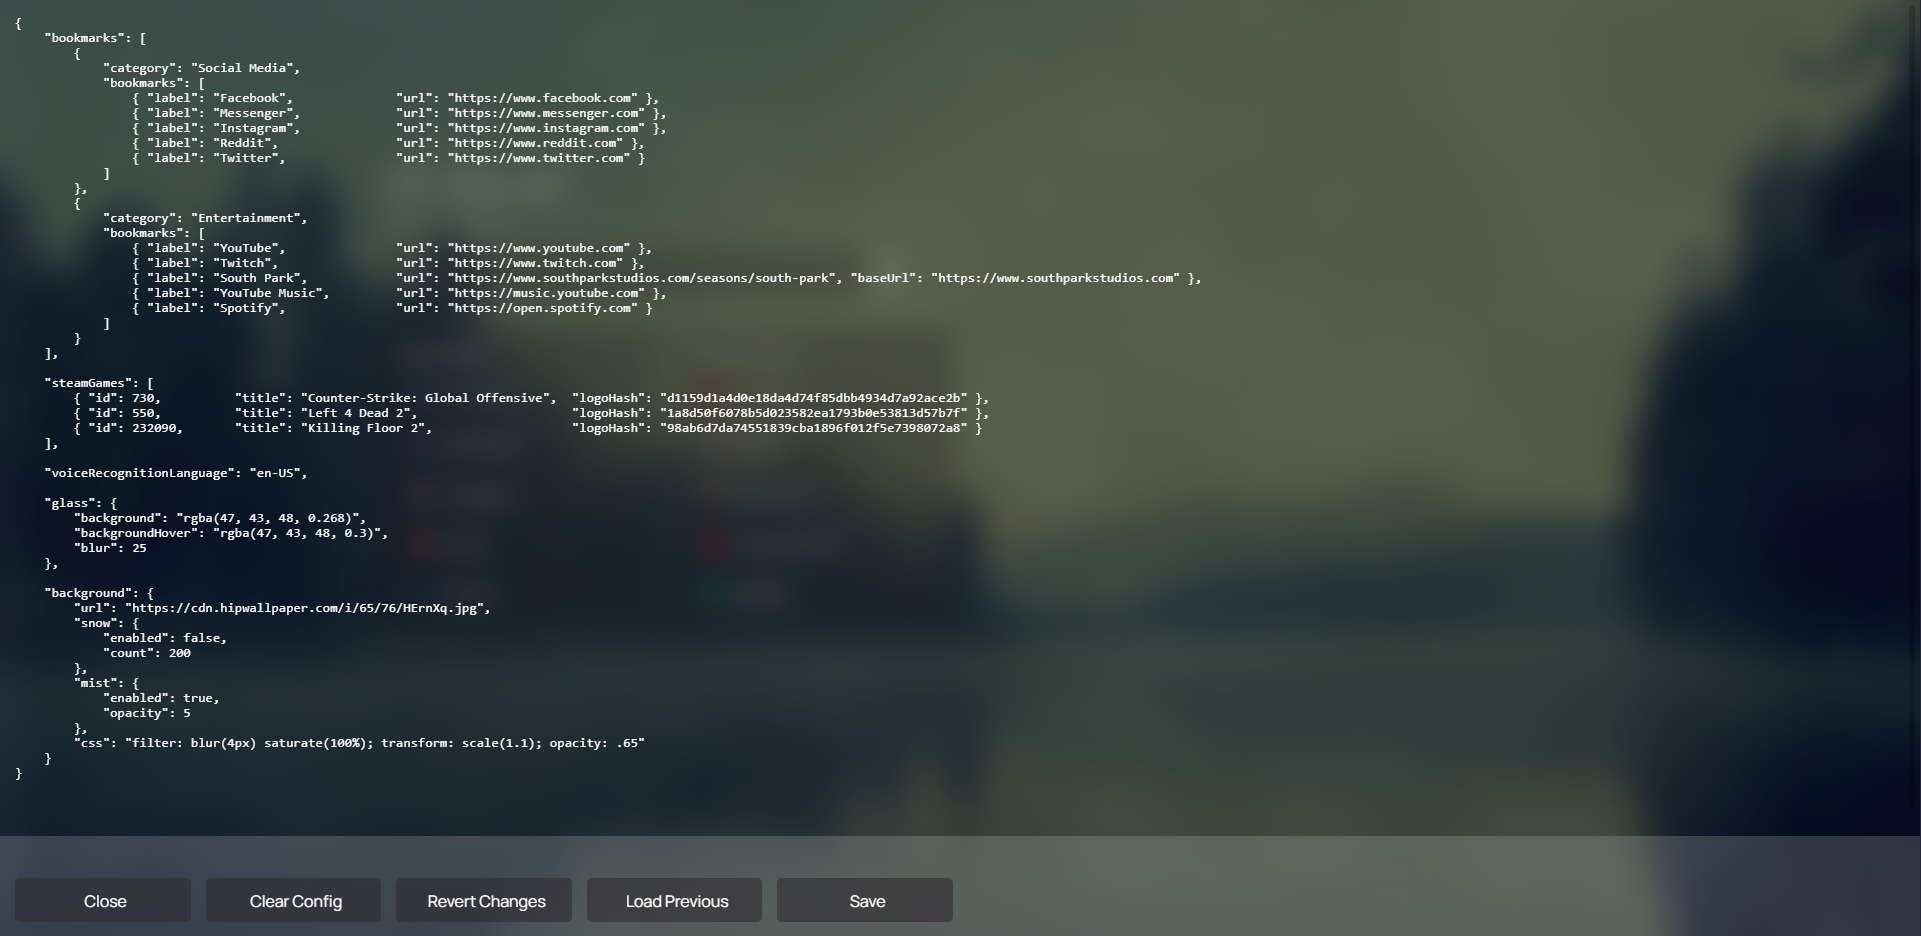 {
    "bookmarks": [
        {
            "category": "Social Media",
            "bookmarks": [
                { "label": "Facebook",              "url": "https://www.facebook.com" },
                { "label": "Messenger",             "url": "https://www.messenger.com" },
                { "label": "Instagram",             "url": "https://www.instagram.com" },
                { "label": "Reddit",                "url": "https://www.reddit.com" },
                { "label": "Twitter",               "url": "https://www.twitter.com" }
            ]
        },
        {
            "category": "Entertainment",
            "bookmarks": [
                { "label": "YouTube",               "url": "https://www.youtube.com" },
                { "label": "Twitch",                "url": "https://www.twitch.com" },
                { "label": "South Park",            "url": "https://www.southparkstudios.com/seasons/south-park", "baseUrl": "https://www.southparkstudios.com" },
                { "label": "YouTube Music",         "url": "https://music.youtube.com" },
                { "label": "Spotify",               "url": "https://open.spotify.com" }
            ]
        }
    ],
    "steamGames": [
        { "id": 730,          "title": "Counter-Strike: Global Offensive",  "logoHash": "d1159d1a4d0e18da4d74f85dbb4934d7a92ace2b" },
        { "id": 550,          "title": "Left 4 Dead 2",                     "logoHash": "1a8d50f6078b5d023582ea1793b0e53813d57b7f" },
        { "id": 232090,       "title": "Killing Floor 2",                   "logoHash": "98ab6d7da74551839cba1896f012f5e7398072a8" }
    ],
    "voiceRecognitionLanguage": "en-US",
    "glass": {
        "background": "rgba(47, 43, 48, 0.268)",
        "backgroundHover": "rgba(47, 43, 48, 0.3)",
        "blur": 25
    },
    "background": {
        "url": "https://cdn.hipwallpaper.com/i/65/76/HErnXq.jpg",
        "snow": {
            "enabled": false,
            "count": 200
        },
        "mist": {
            "enabled": true,
            "opacity": 5
        },
        "css": "filter: blur(4px) saturate(100%); transform: scale(1.1); opacity: .65"
    }
}
Close Clear Config Revert Changes Load Previous Save